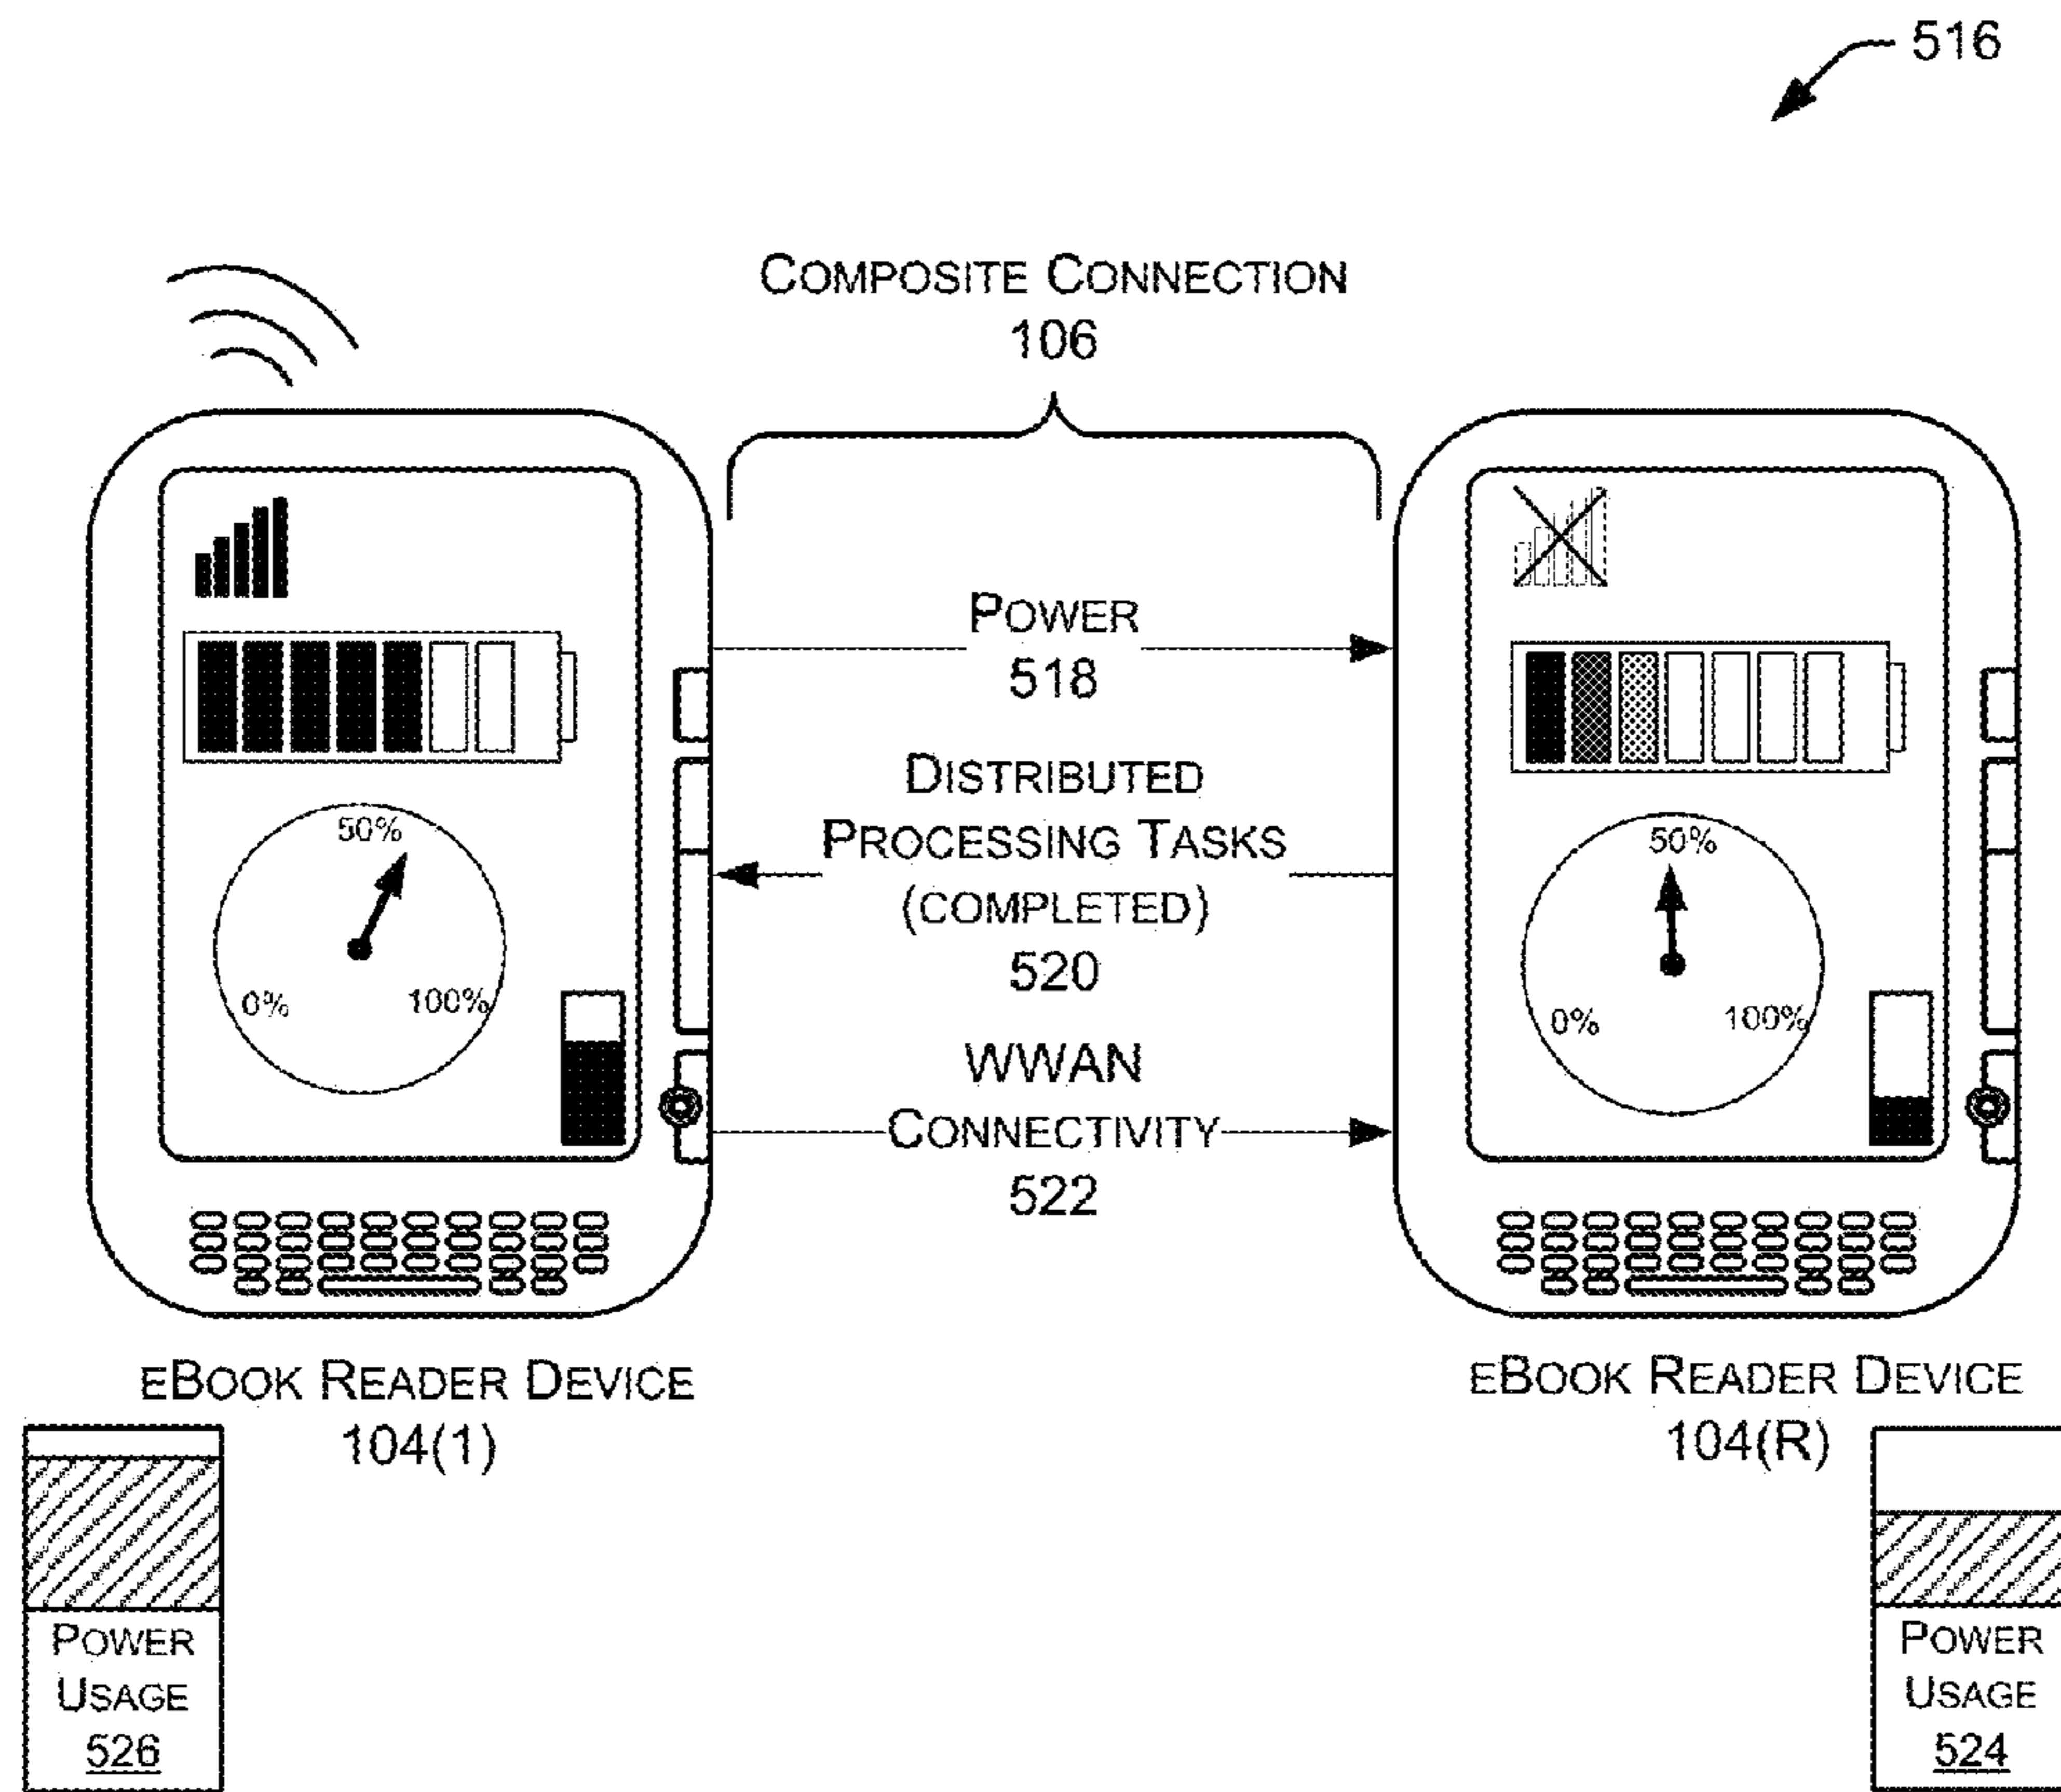 516
COMPOSITE CONNECTION
106
POWER
518
DISTRIBUTED
PROCESSING TASKS
(COMPLETED)
520
WWAN
CONNECTIVITY
522
50%
0%
100%
50%
0%
100%
EBOOK READER DEVICE
104(1)
EBOOK READER DEVICE
104(R)
POWER
USAGE
526
POWER
USAGE
524